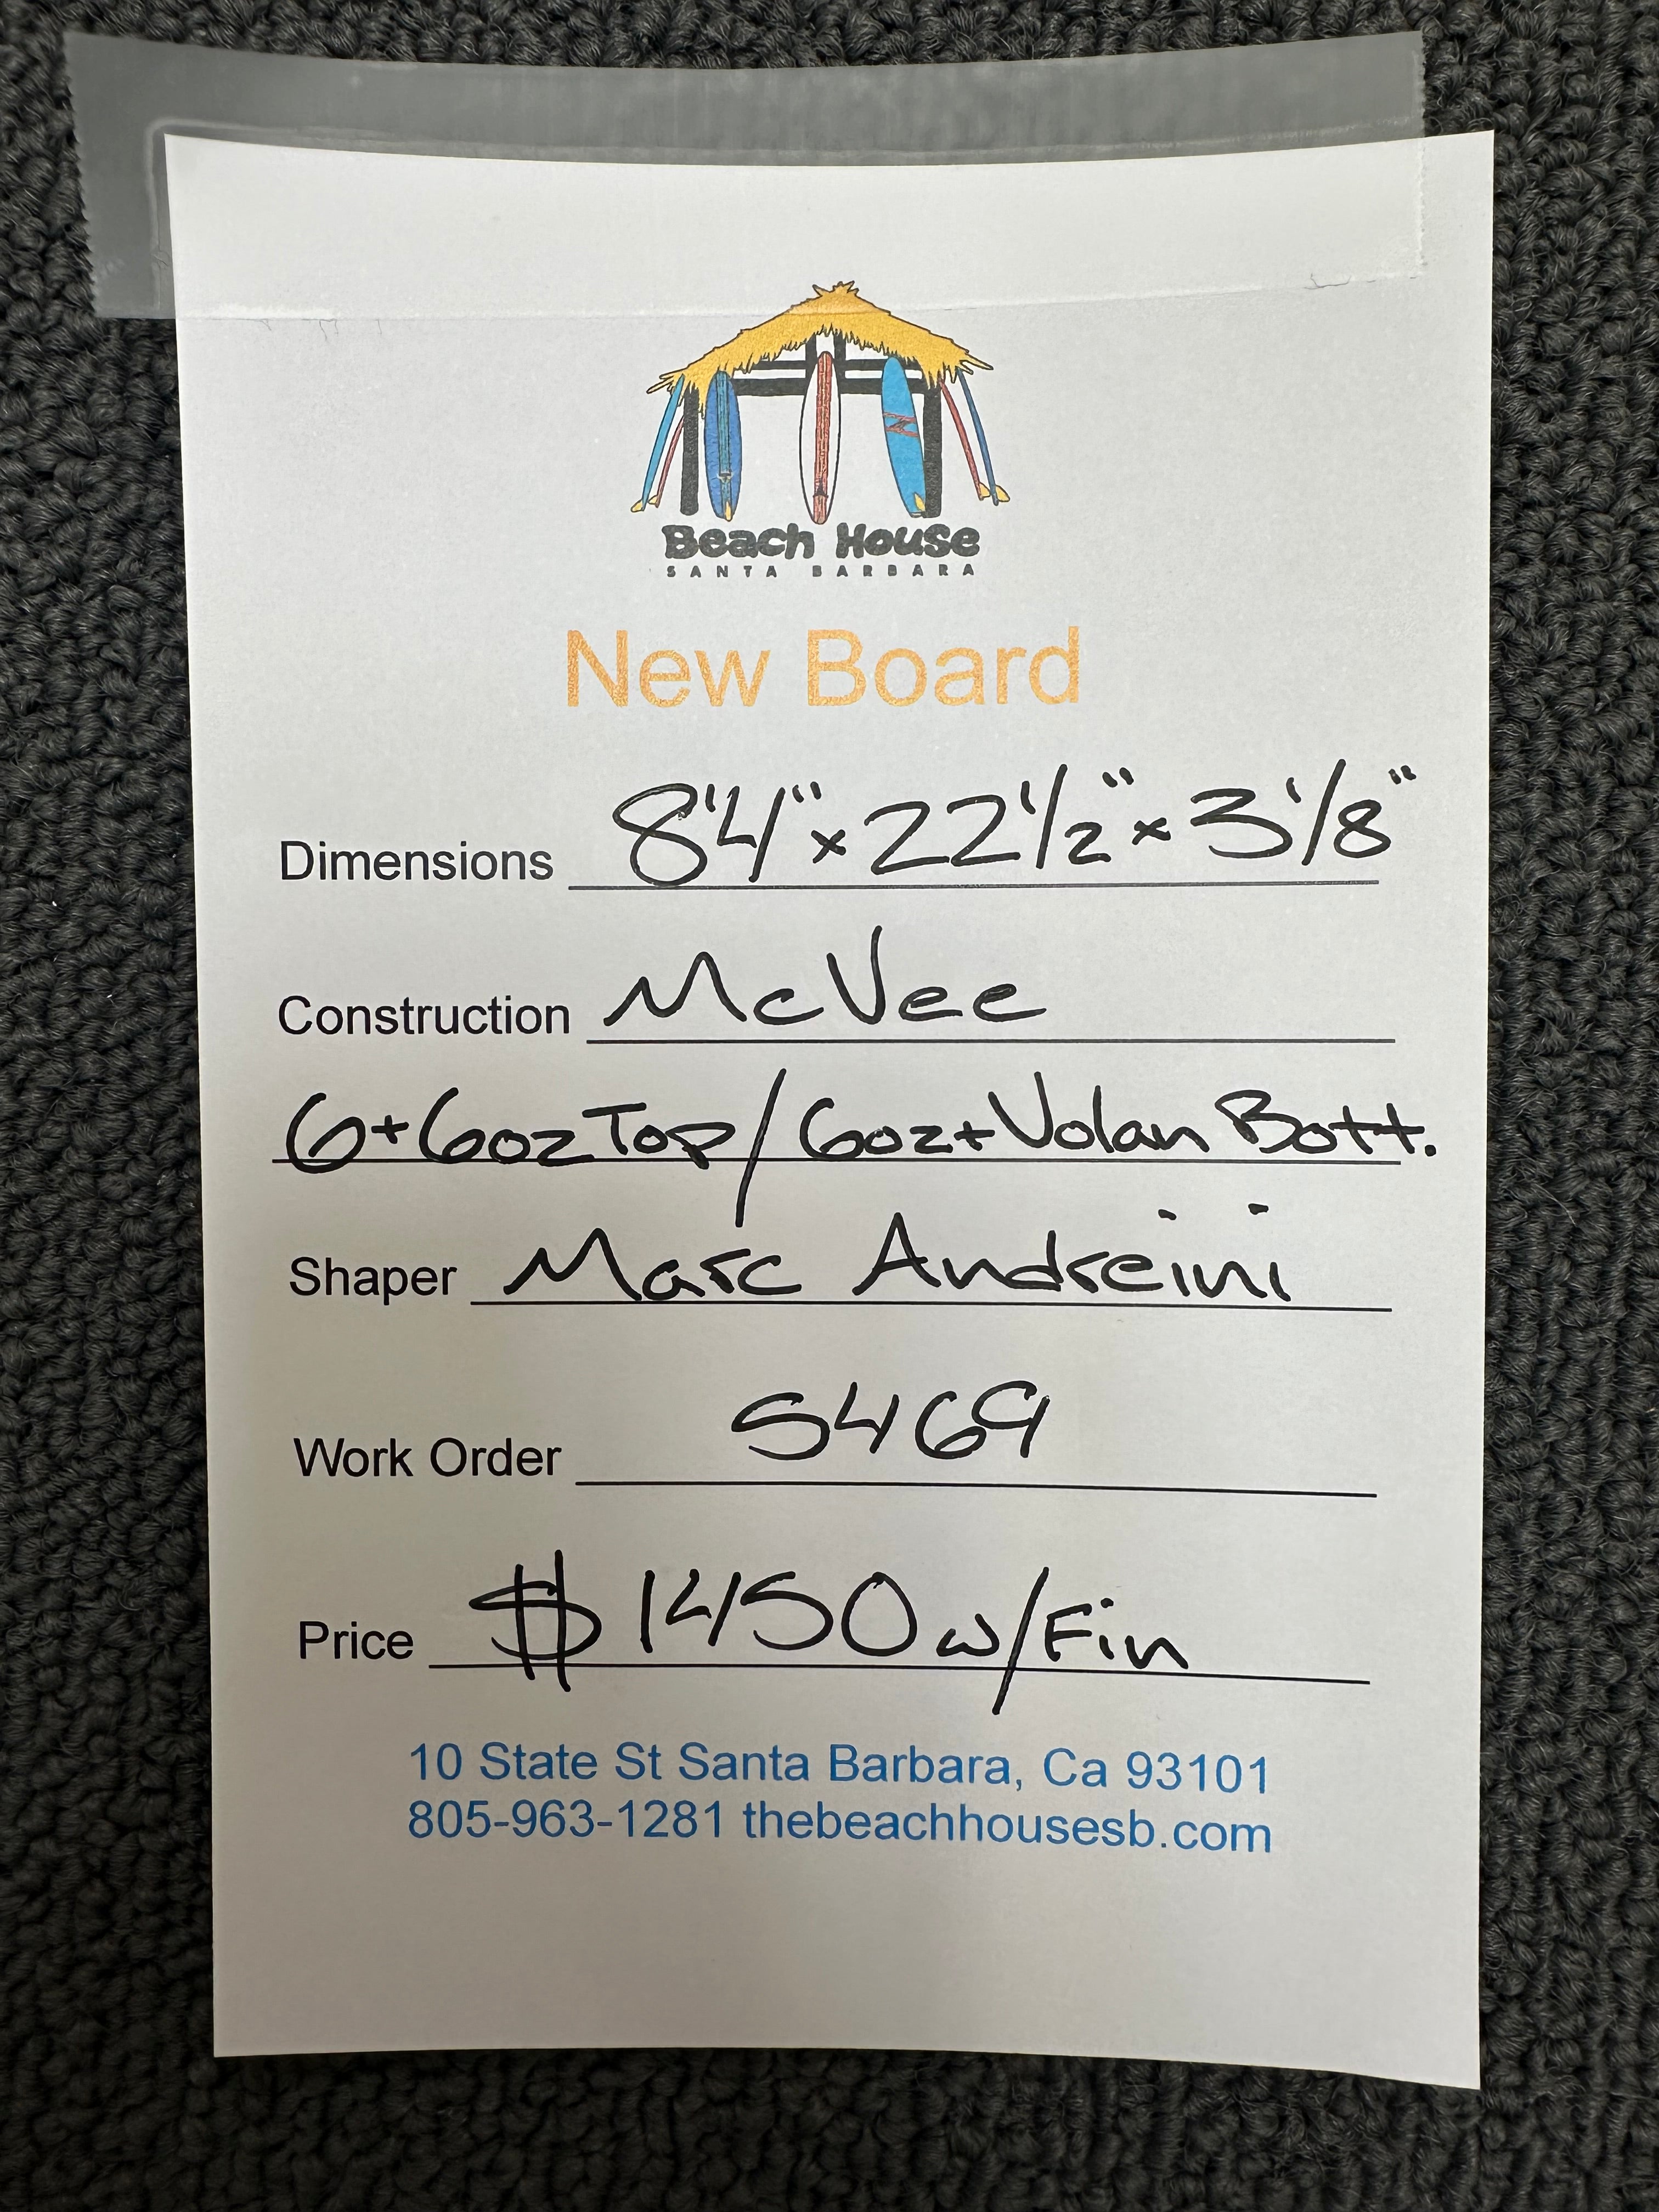 Beach House
SANTA BARBARA
New Board
Dimensions 8'4" x 22 1/2" x 3 1/8"
Construction McVee
6+6oz Top / 6oz + Volan Bott.
Shaper Marc Andreini
Work Order 5469
Price $1450 w/Fin
10 State St Santa Barbara, Ca 93101
805-963-1281 thebeachhousesb.com